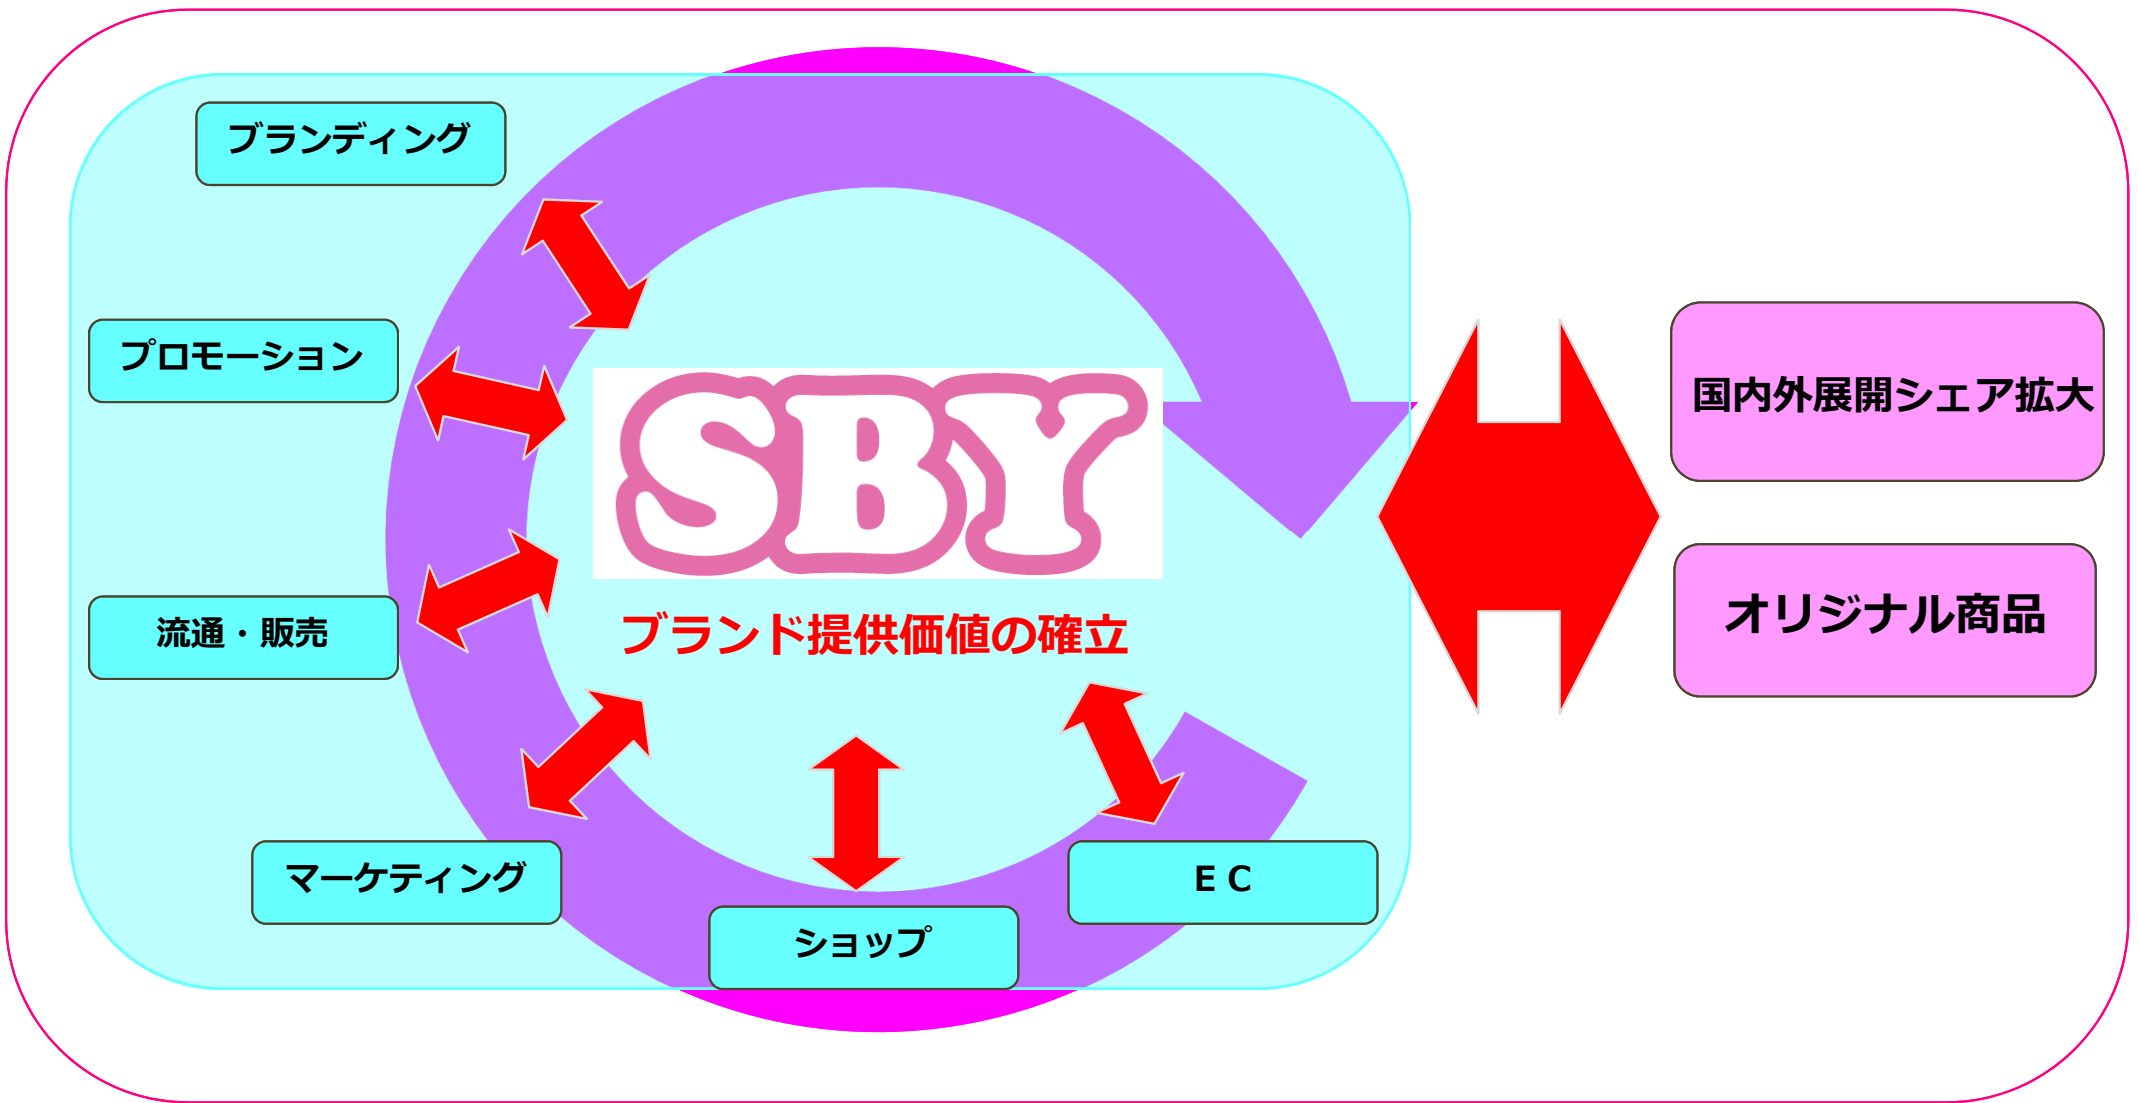 ブランディング
プロモーション
流通・販売
マーケティング
ショップ
ＥＣ
SBY
ブランド提供価値の確立
国内外展開シェア拡大
オリジナル商品